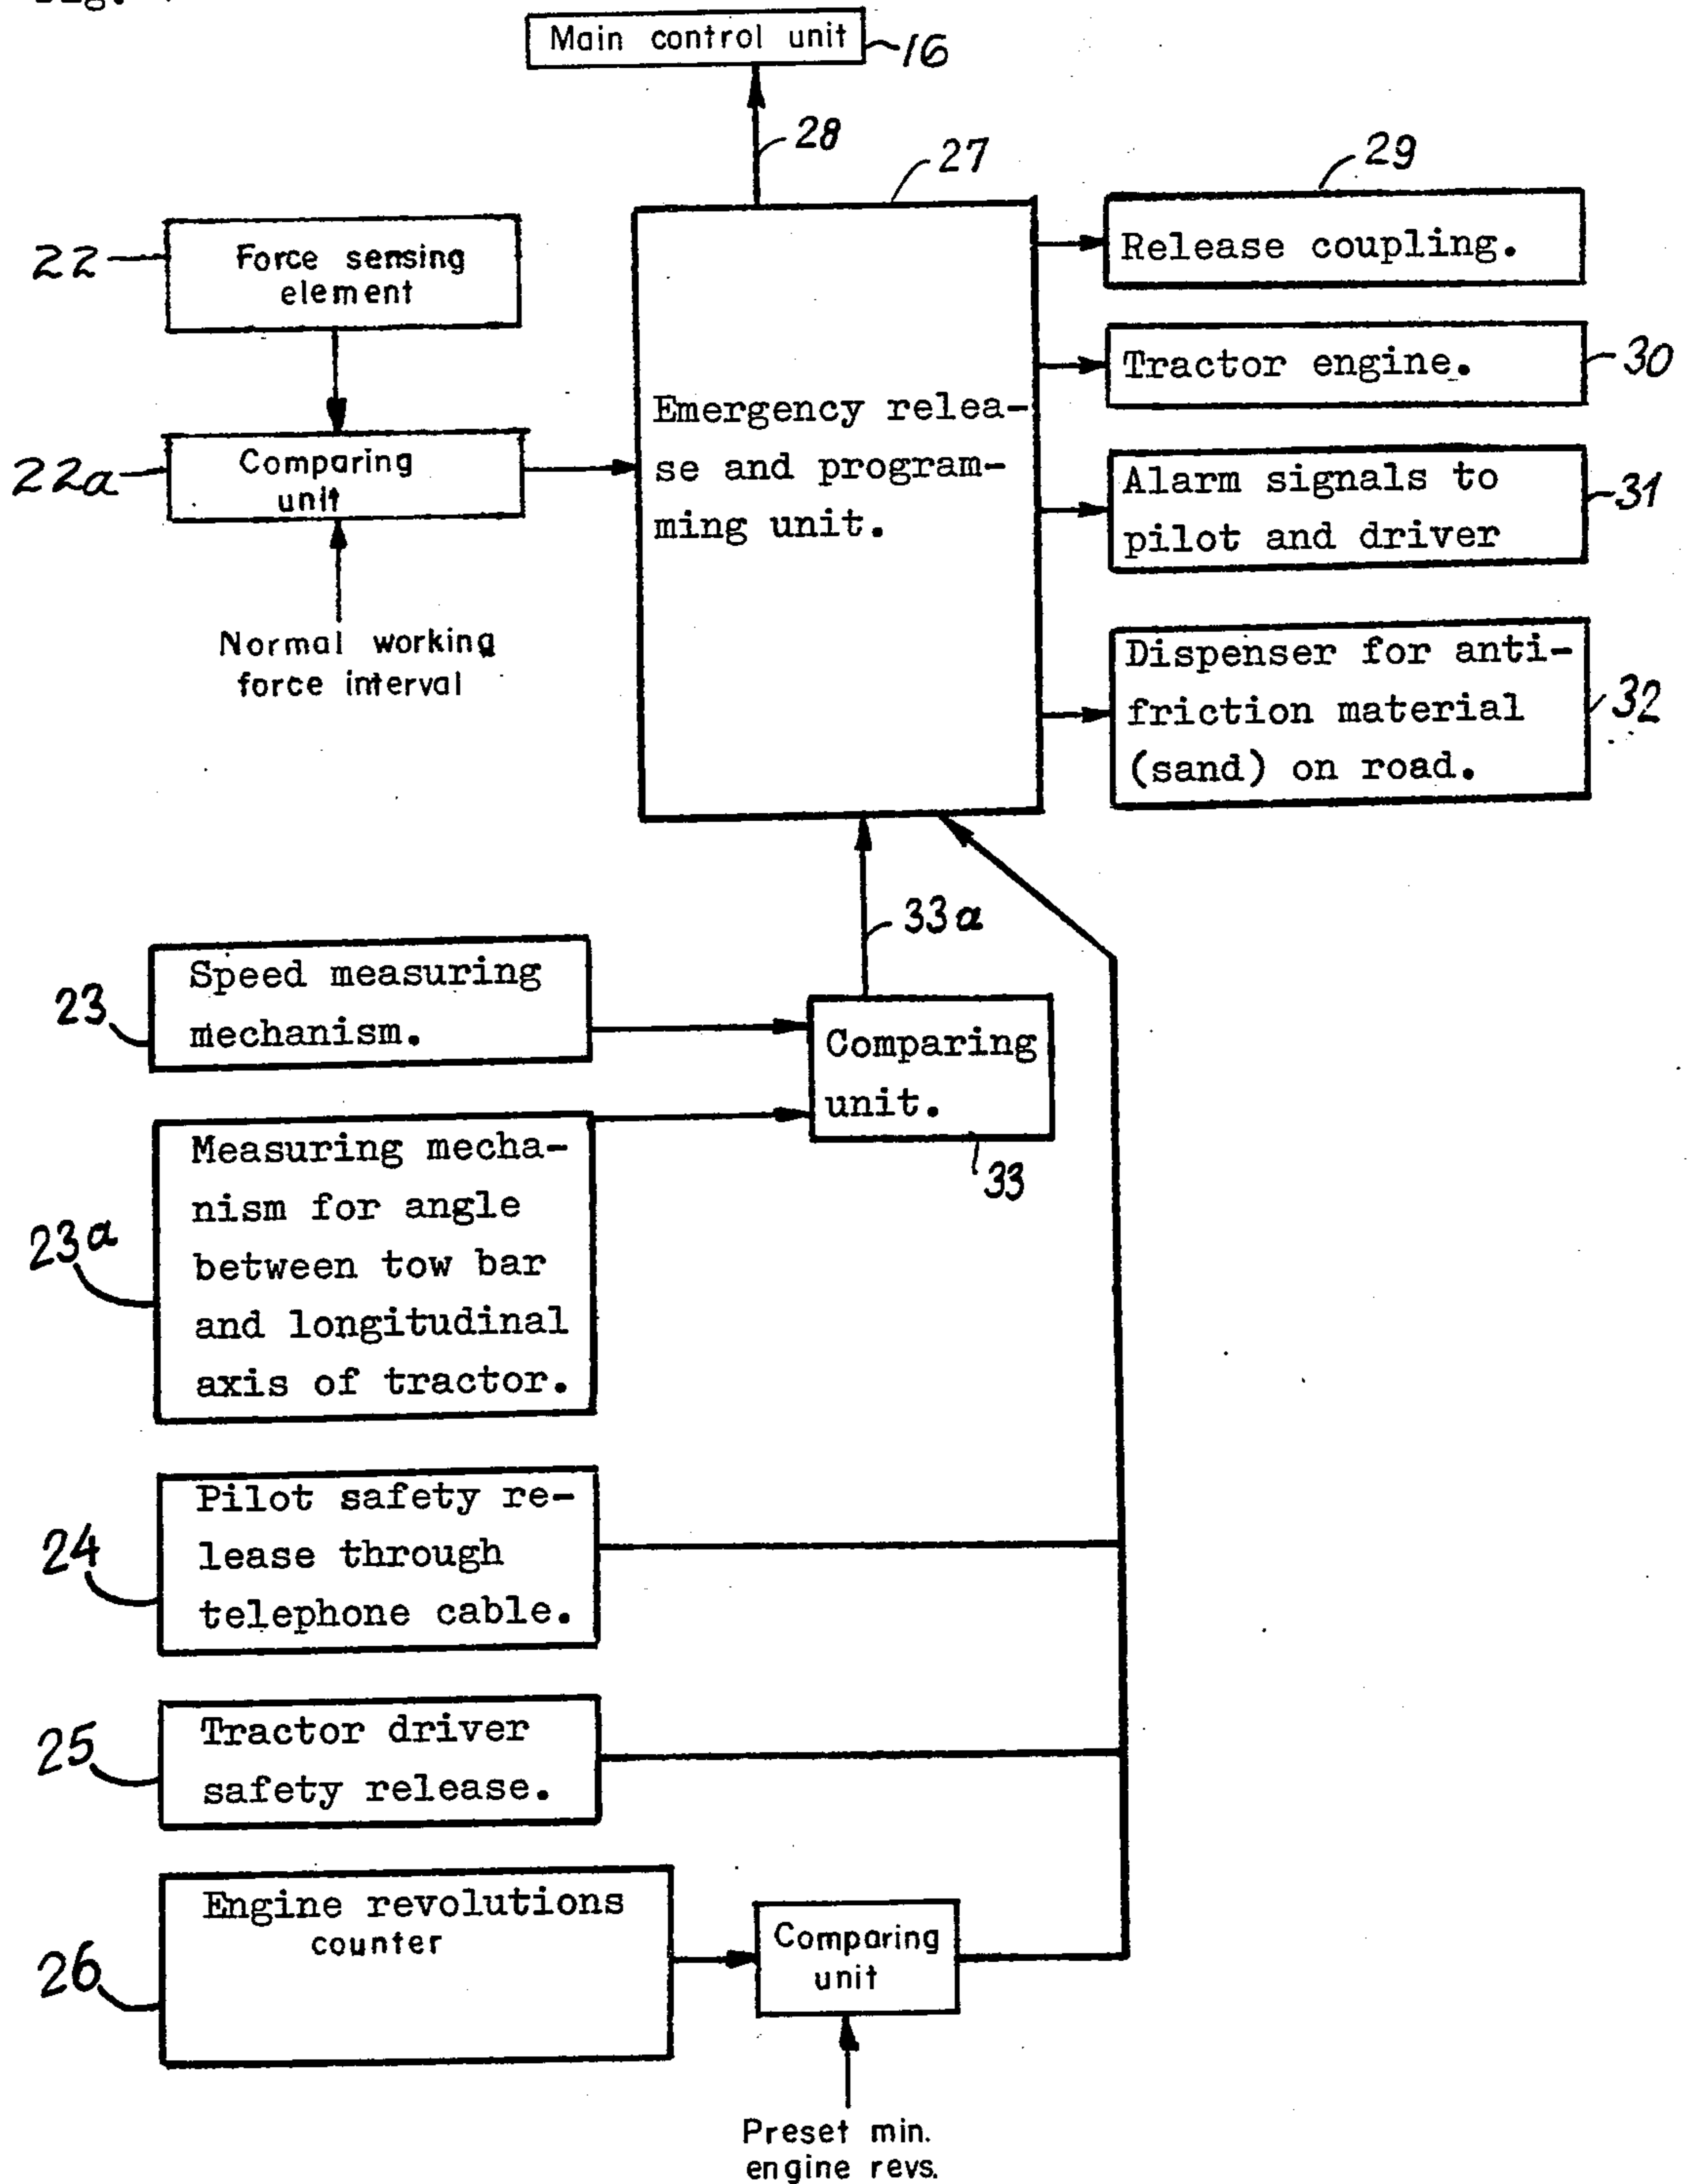 Main control unit
16
28
27
29
22
Force sensing
element
Release coupling.
Tractor engine.
30
22a
Comparing
unit
Emergency relea-
se and program-
ming unit.
Alarm signals to
pilot and driver
31
Normal working
force interval
Dispenser for anti-
friction material
(sand) on road.
32
33a
23
Speed measuring
mechanism.
Comparing
unit.
33
23a
Measuring mecha-
nism for angle
between tow bar
and longitudinal
axis of tractor.
24
Pilot safety re-
lease through
telephone cable.
25
Tractor driver
safety release.
26
Engine revolutions
counter
Comparing
unit
Preset min.
engine revs.